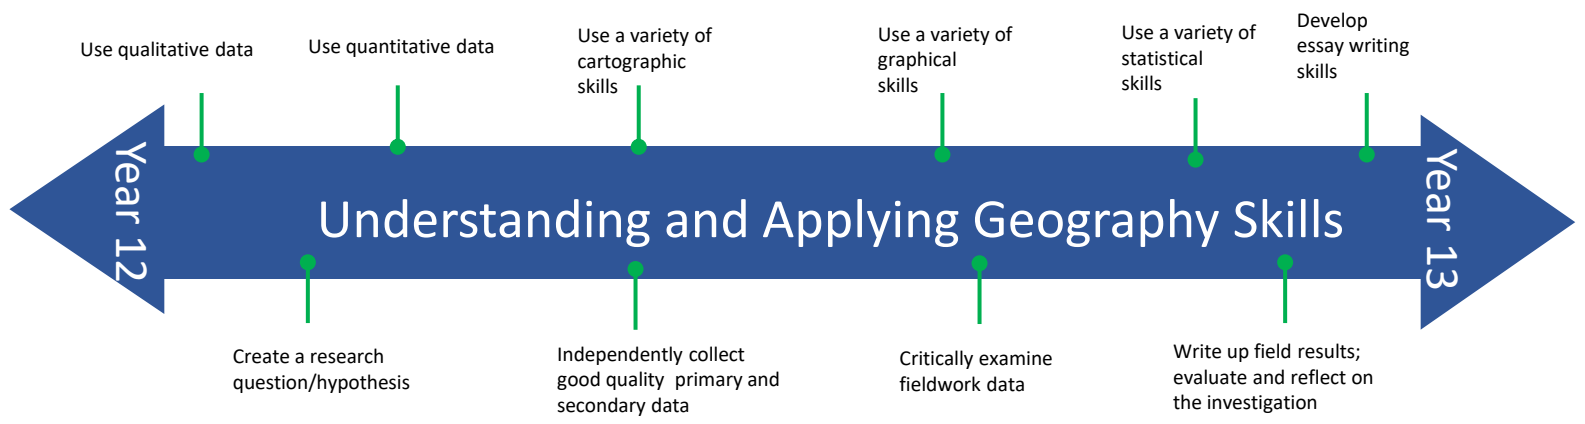 Use qualitative data
Use quantitative data
Use a variety of
cartographic
skills
Use a variety of
graphical
skills
Use a variety of
statistical
skills
Develop
essay writing
skills
Year 12
Understanding and Applying Geography Skills
Year 13
Create a research
question/hypothesis
Independently collect
good quality  primary and
secondary data
Critically examine
fieldwork data
Write up field results;
evaluate and reflect on
the investigation